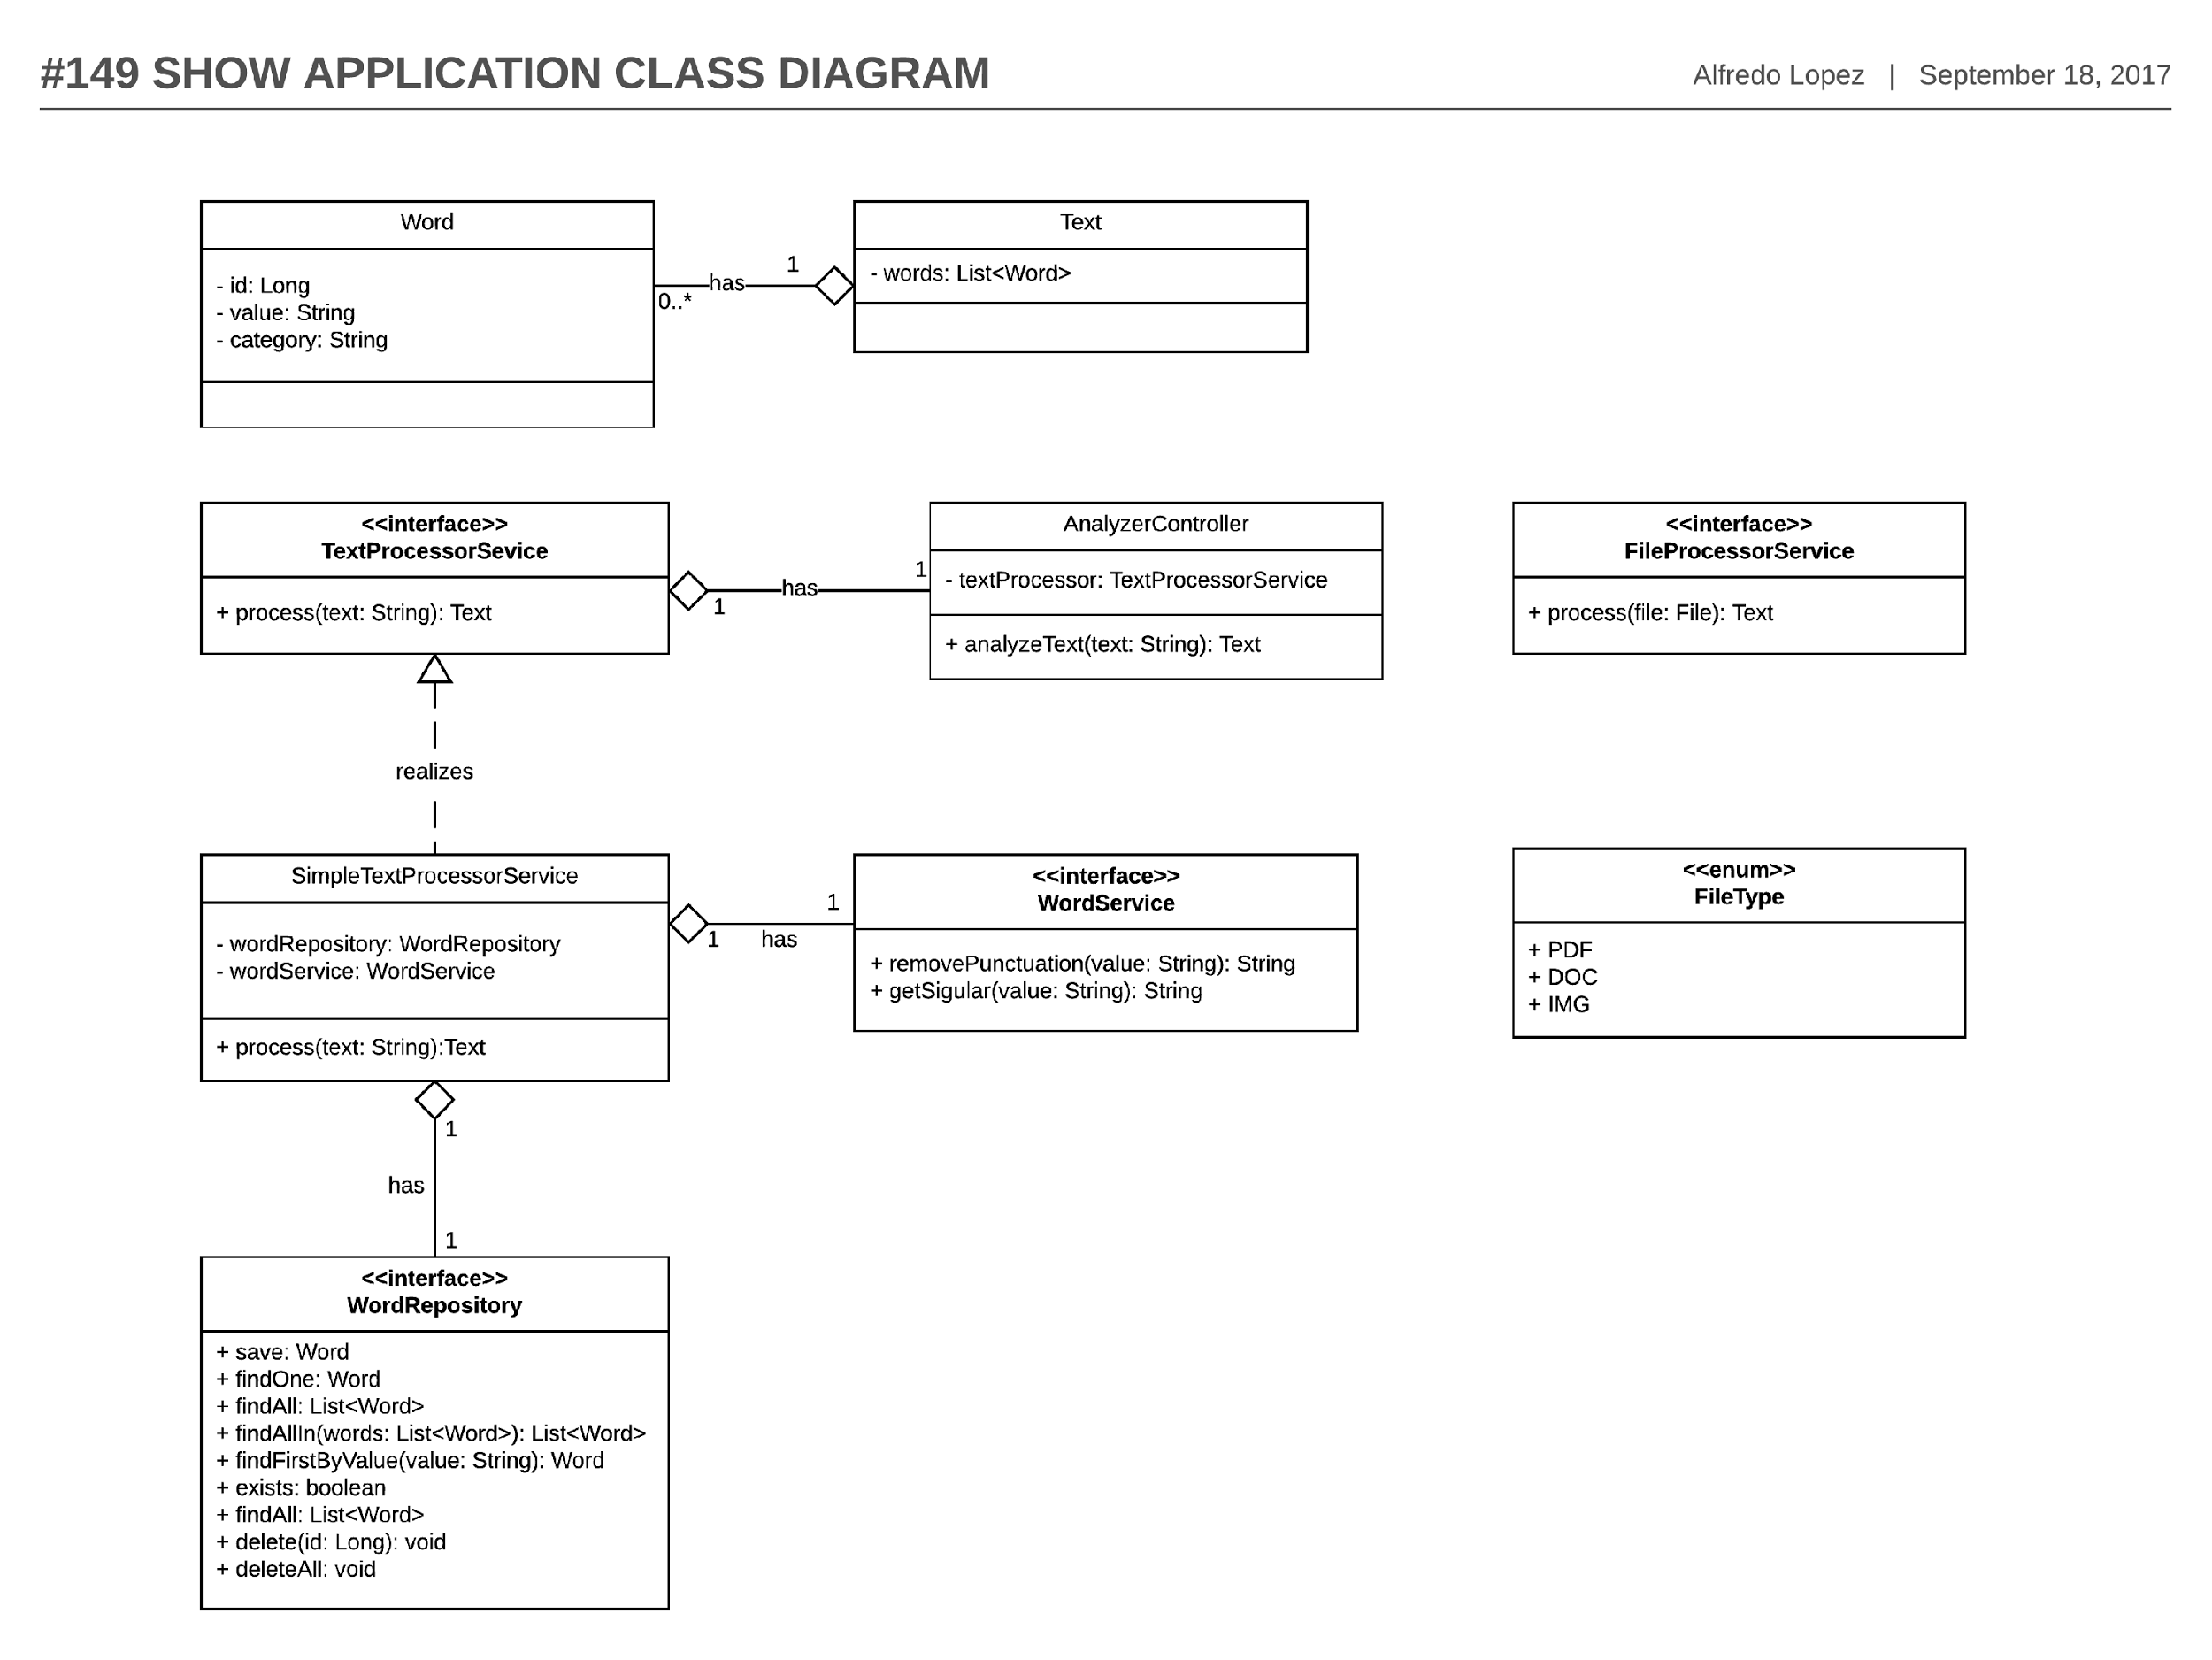 #149 SHOW APPLICATION CLASS DIAGRAM
Alfredo Lopez | September 18, 2017
Word
- id: Long
- value: String
- category: String
has
1
0..*
Text
- words: List<Word>
<<interface>>
TextProcessorSevice
+ process(text: String): Text
1
has
1
AnalyzerController
- textProcessor: TextProcessorService
+ analyzeText(text: String): Text
<<interface>>
FileProcessorService
+ process(file: File): Text
realizes
SimpleTextProcessorService
- wordRepository: WordRepository
- wordService: WordService
+ process(text: String):Text
1
has
1
<<interface>>
WordService
+ removePunctuation(value: String): String
+ getSigular(value: String): String
<<enum>>
FileType
+ PDF
+ DOC
+ IMG
1
has
1
<<interface>>
WordRepository
+ save: Word
+ findOne: Word
+ findAll: List<Word>
+ findAllIn(words: List<Word>): List<Word>
+ findFirstByValue(value: String): Word
+ exists: boolean
+ findAll: List<Word>
+ delete(id: Long): void
+ deleteAll: void